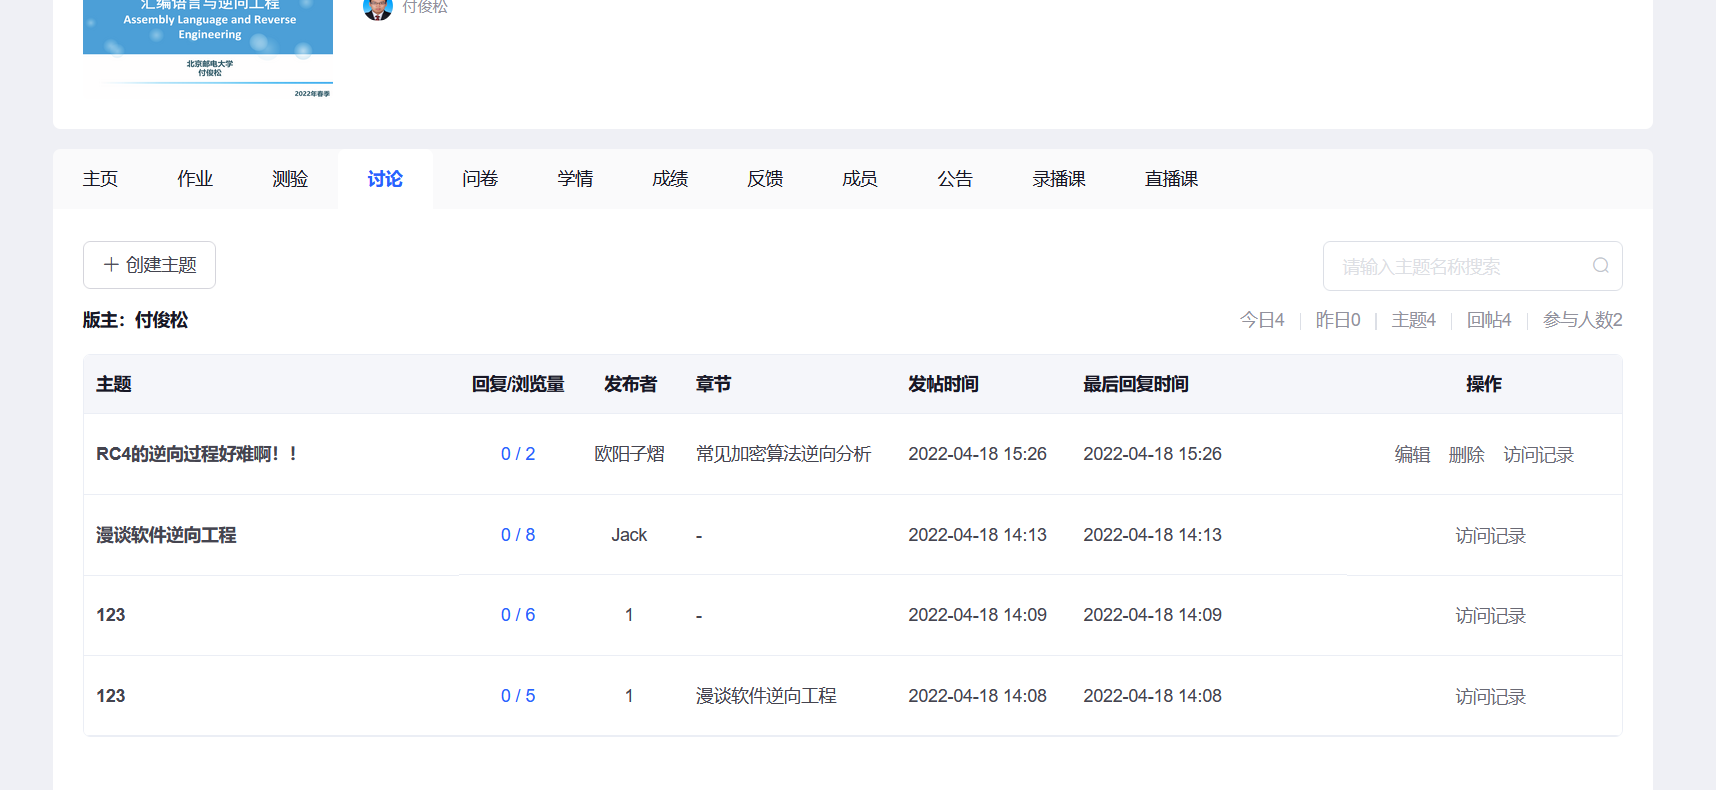 汇编语言与逆向工程
Assembly Language and Reverse
Engineering
北京邮电大学
付俊松
2022年春季
付俊松
主页 作业 测验 讨论 问卷 学情 成绩 反馈 成员 公告 录播课 直播课
+ 创建主题 请输入主题名称搜索
版主：付俊松 今日4 | 昨日0 | 主题4 | 回帖4 | 参与人数2
主题 回复/浏览量 发布者 章节 发帖时间 最后回复时间 操作
RC4的逆向过程好难啊！！ 0 / 2 欧阳子熠 常见加密算法逆向分析 2022-04-18 15:26 2022-04-18 15:26 编辑 删除 访问记录
漫谈软件逆向工程 0 / 8 Jack - 2022-04-18 14:13 2022-04-18 14:13 访问记录
123 0 / 6 1 - 2022-04-18 14:09 2022-04-18 14:09 访问记录
123 0 / 5 1 漫谈软件逆向工程 2022-04-18 14:08 2022-04-18 14:08 访问记录